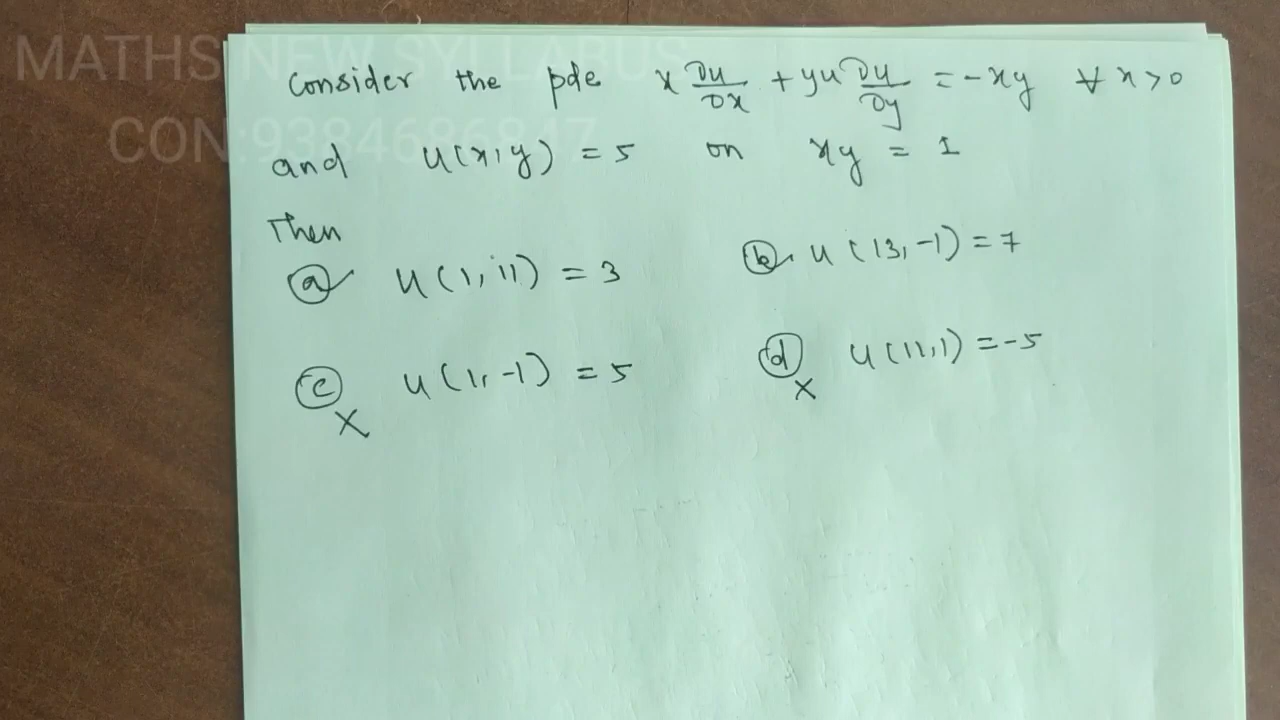 MATHS NEW SYLLABUS
CON:9384686847
Consider the pde x ∂u/∂x + yu ∂u/∂y = -xy ∀ x > 0
and u(x,y) = 5 on xy = 1
Then
(a) ✓ u(1,11) = 3 (b) ✓ u(13,-1) = 7
(c) ✗ u(1,-1) = 5 (d) ✗ u(11,1) = -5